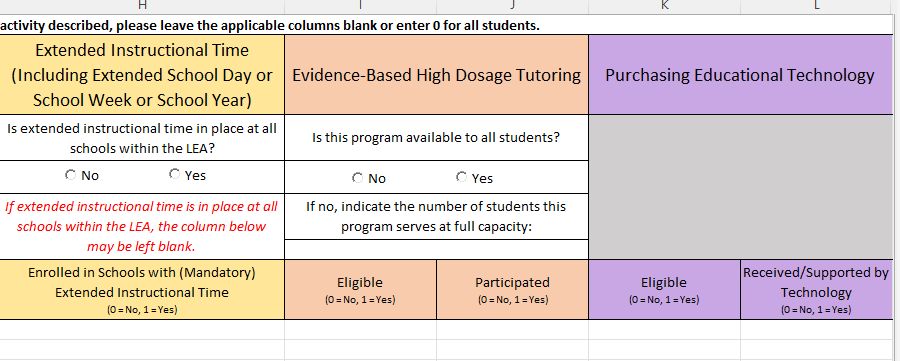 H I J K L
activity described, please leave the applicable columns blank or enter 0 for all students.
Extended Instructional Time
(Including Extended School Day or
School Week or School Year)
Evidence-Based High Dosage Tutoring
Purchasing Educational Technology
Is extended instructional time in place at all
schools within the LEA?
No Yes
Is this program available to all students?
No Yes
If extended instructional time is in place at all
schools within the LEA, the column below
may be left blank.
If no, indicate the number of students this
program serves at full capacity:
Enrolled in Schools with (Mandatory)
Extended Instructional Time
(0 = No, 1 = Yes)
Eligible
(0 = No, 1 = Yes)
Participated
(0 = No, 1 = Yes)
Eligible
(0 = No, 1 = Yes)
Received/Supported by
Technology
(0 = No, 1 = Yes)